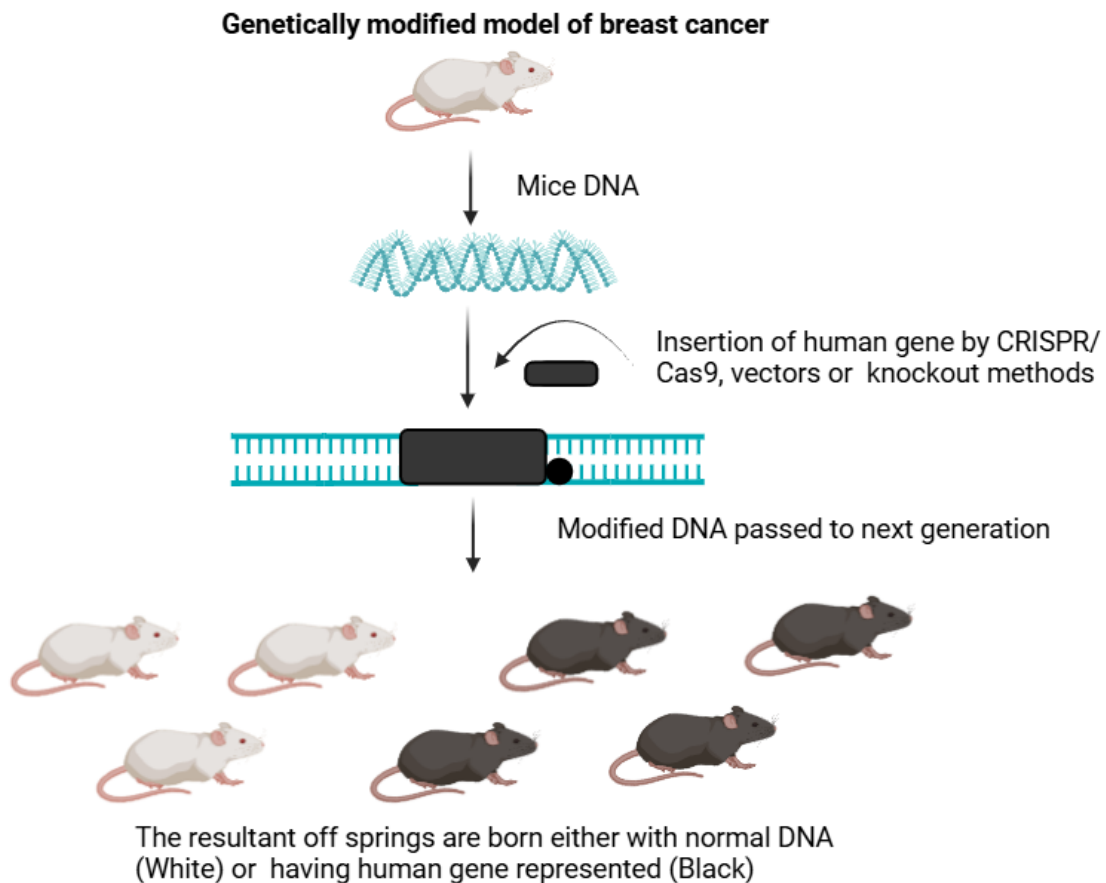 Genetically modified model of breast cancer
Mice DNA
Insertion of human gene by CRISPR/
Cas9, vectors or  knockout methods
Modified DNA passed to next generation
The resultant off springs are born either with normal DNA
(White) or  having human gene represented (Black)